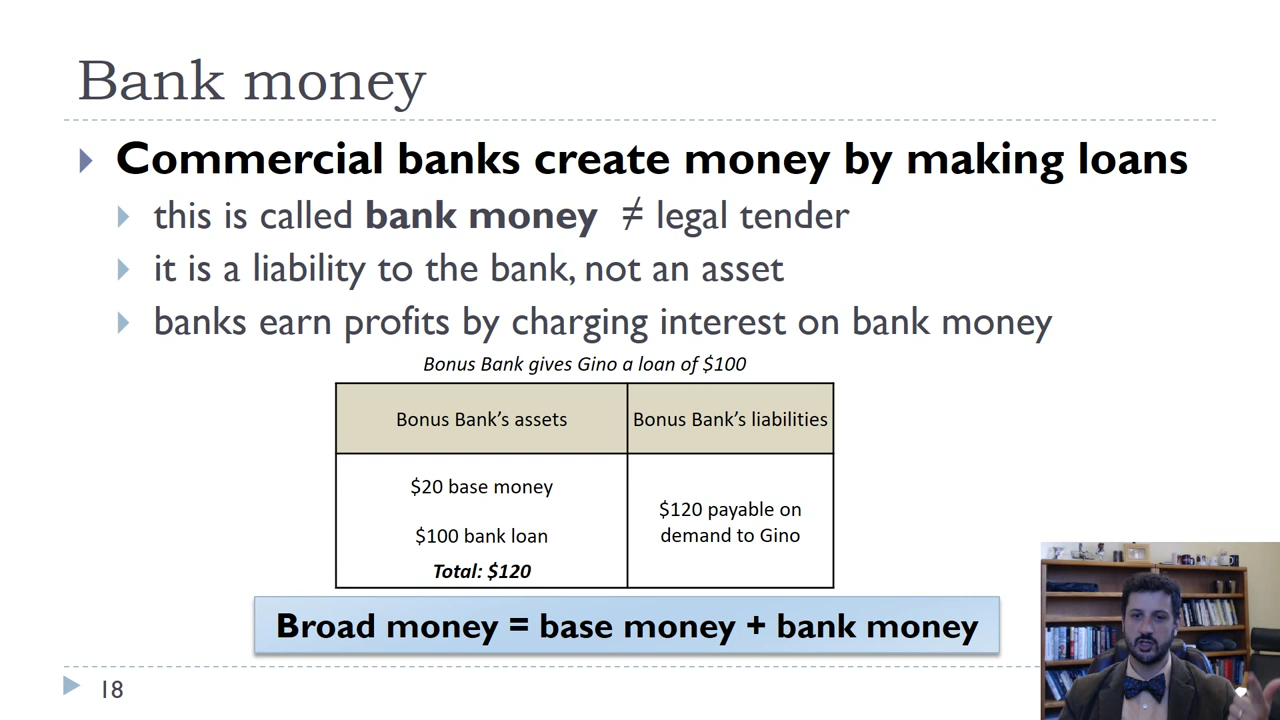 Bank money
Commercial banks create money by making loans
this is called bank money ≠ legal tender
it is a liability to the bank, not an asset
banks earn profits by charging interest on bank money
Bonus Bank gives Gino a loan of $100
Bonus Bank's assets
Bonus Bank's liabilities
$20 base money
$100 bank loan
Total: $120
$120 payable on
demand to Gino
Broad money = base money + bank money
18